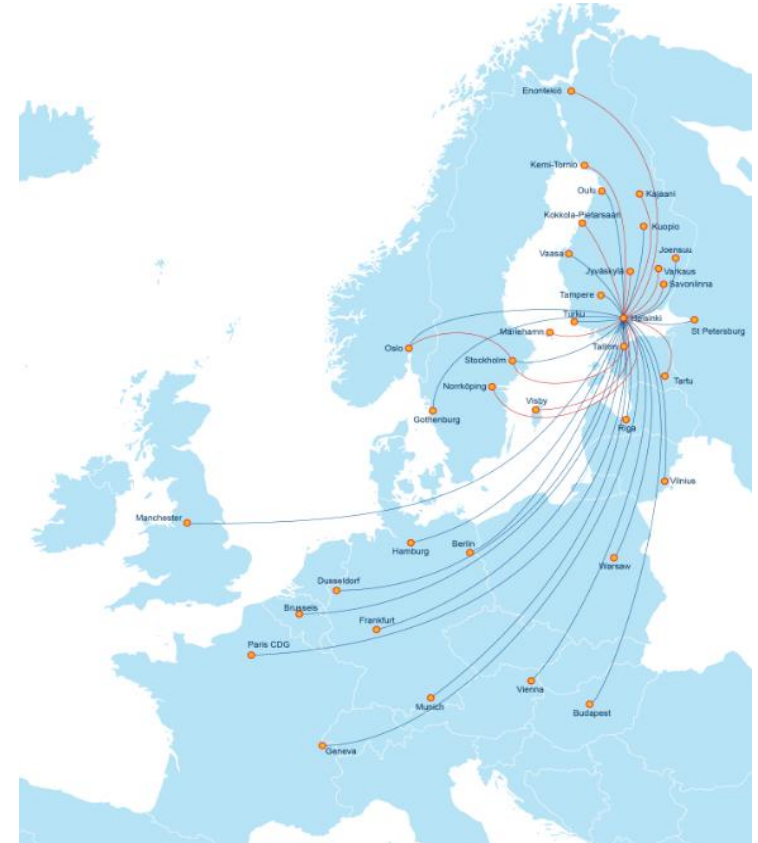 Enontekiö
Kemi-Tornio
Oulu
Kajaani
Kokkola-Pietarsaari
Kuopio
Vaasa
Joensuu
Jyväskylä
Varkaus
Savonlinna
Tampere
Turku
Helsinki
Mariehamn
St Petersburg
Oslo
Tallinn
Stockholm
Tartu
Norrköping
Visby
Gothenburg
Riga
Vilnius
Manchester
Hamburg
Berlin
Warsaw
Dusseldorf
Brussels
Frankfurt
Paris CDG
Vienna
Munich
Budapest
Geneva